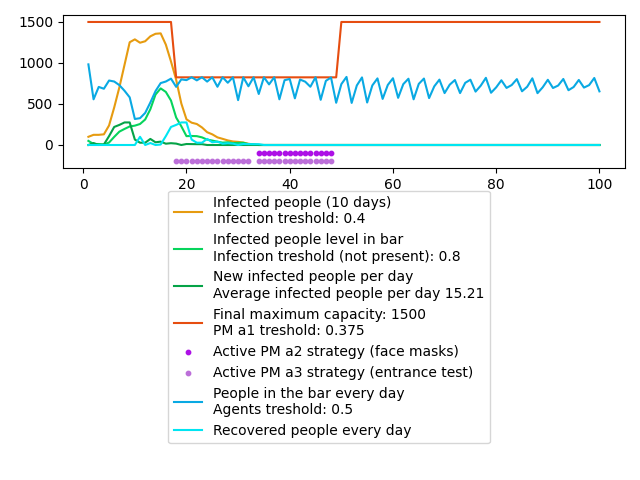 1500
1000
500
0
0
20
40
60
80
100
Infected people (10 days)
Infection treshold: 0.4
Infected people level in bar
Infection treshold (not present): 0.8
New infected people per day
Average infected people per day 15.21
Final maximum capacity: 1500
PM a1 treshold: 0.375
Active PM a2 strategy (face masks)
Active PM a3 strategy (entrance test)
People in the bar every day
Agents treshold: 0.5
Recovered people every day